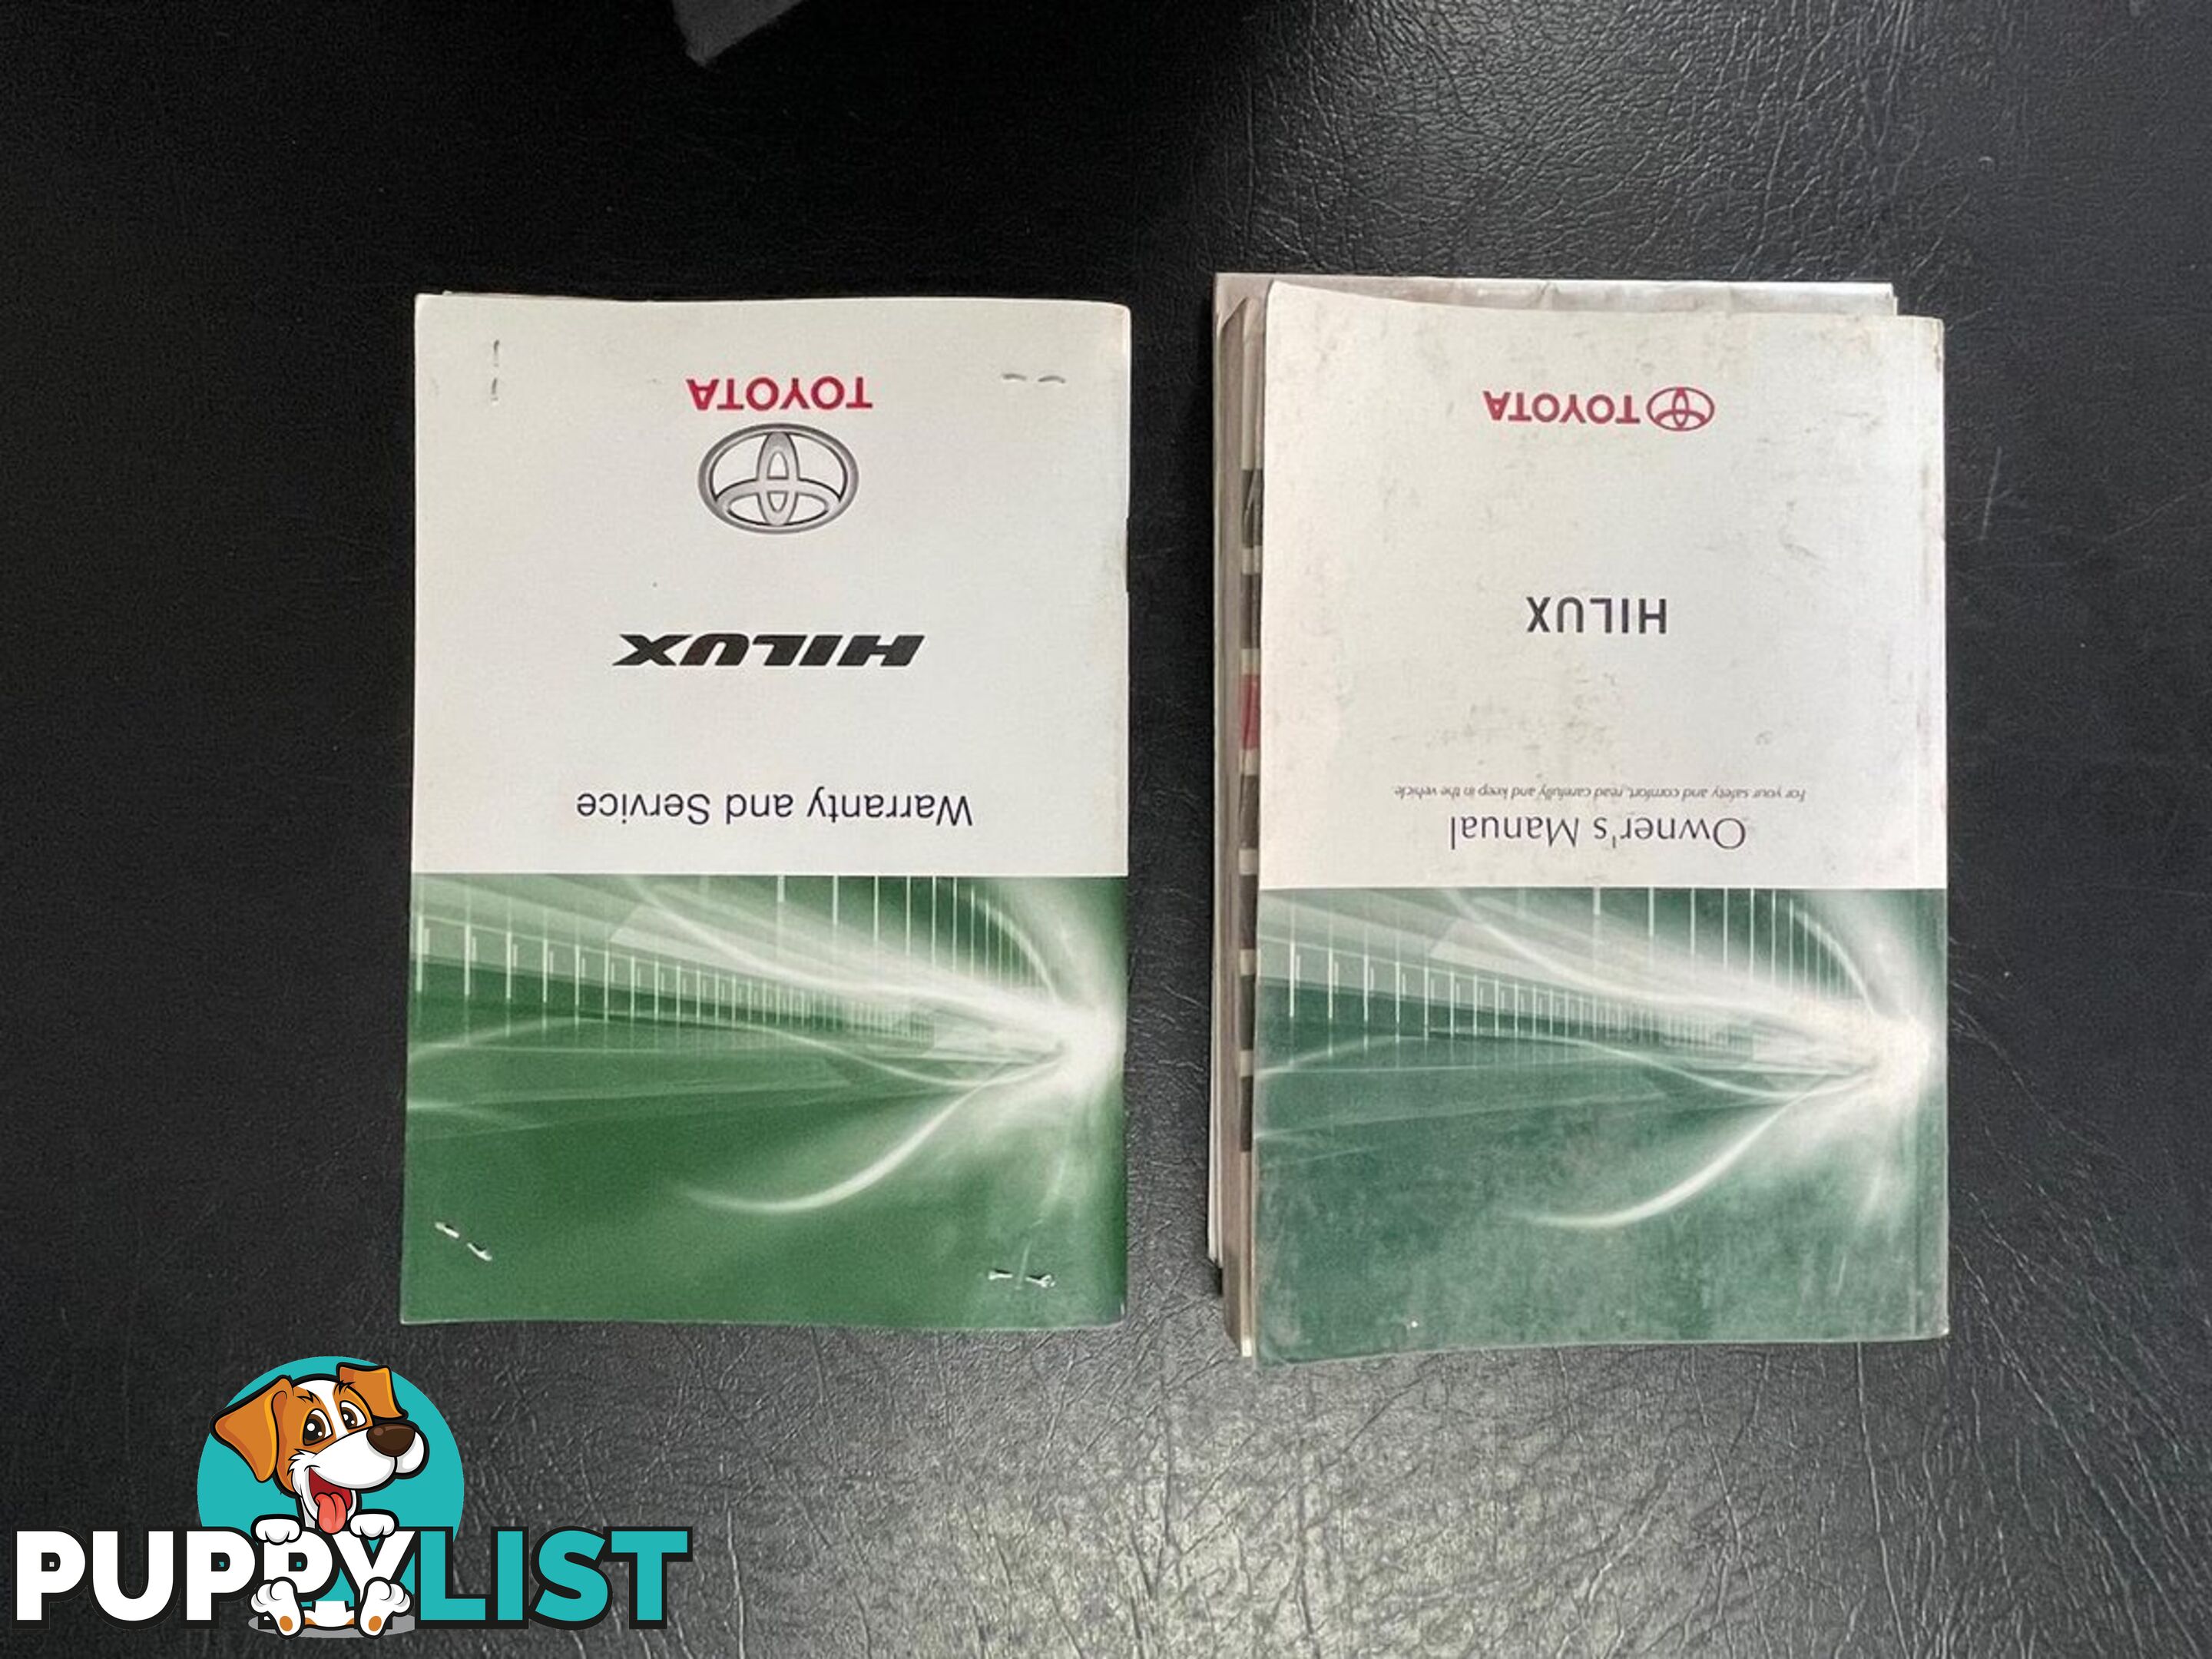 TOYOTA
HILUX
Warranty and Service
TOYOTA
HILUX
For your safety and comfort, read carefully and keep in the vehicle.
Owner's Manual
PUPPYLIST